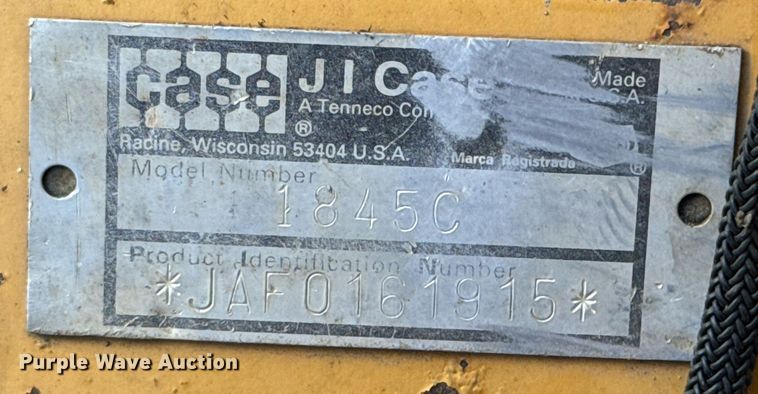 case
J I Case
A Tenneco
Made
U.S.A.
®
Racine, Wisconsin 53404 U.S.A.
Marca Registrada
®
Model Number
1845C
Product Identification Number
*JAF0161915*
Purple Wave Auction